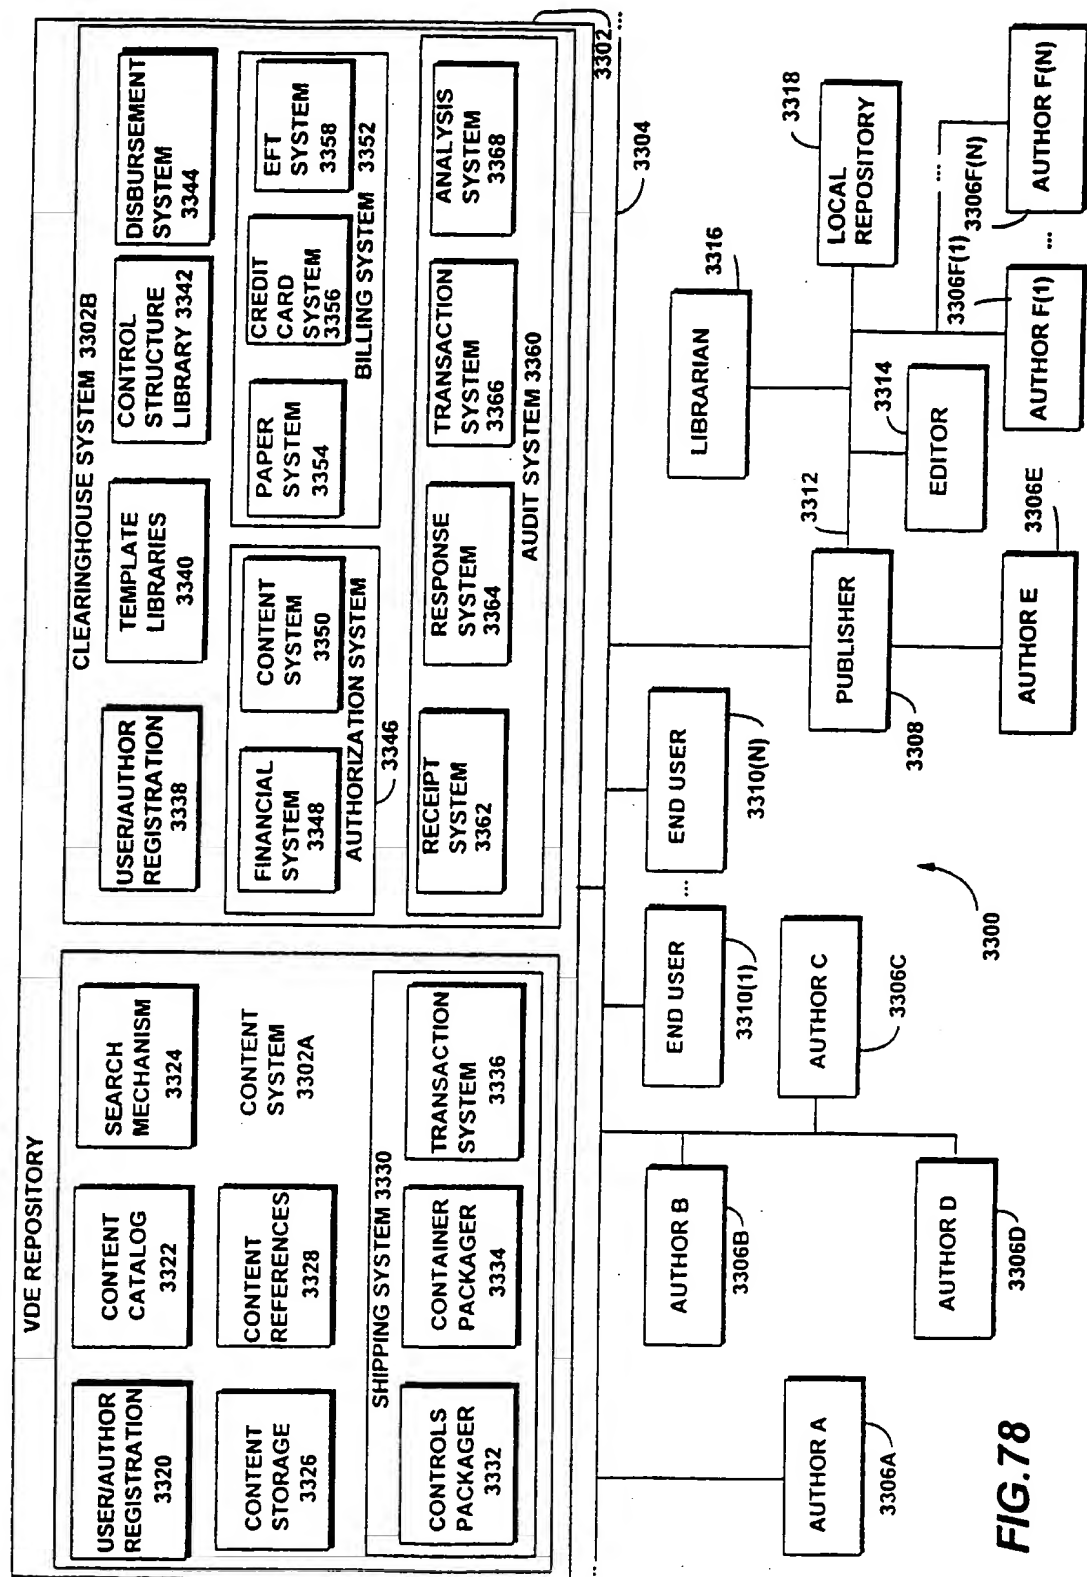 VDE REPOSITORY
USER/AUTHOR
REGISTRATION
3320
CONTENT
CATALOG
3322
SEARCH
MECHANISM
3324
CONTENT
STORAGE
3326
CONTENT
REFERENCES
3328
CONTENT
SYSTEM
3302A
SHIPPING SYSTEM 3330
CONTROLS
PACKAGER
3332
CONTAINER
PACKAGER
3334
TRANSACTION
SYSTEM
3336
CLEARINGHOUSE SYSTEM 3302B
USER/AUTHOR
REGISTRATION
3338
TEMPLATE
LIBRARIES
3340
CONTROL
STRUCTURE
LIBRARY 3342
DISBURSEMENT
SYSTEM
3344
FINANCIAL
SYSTEM
3348
CONTENT
SYSTEM
3350
AUTHORIZATION SYSTEM
3346
PAPER
SYSTEM
3354
CREDIT
CARD
SYSTEM
3356
EFT
SYSTEM
3358
BILLING SYSTEM 3352
RECEIPT
SYSTEM
3362
RESPONSE
SYSTEM
3364
TRANSACTION
SYSTEM
3366
ANALYSIS
SYSTEM
3368
AUDIT SYSTEM 3360
3302
...
...
3304
AUTHOR A
3306A
AUTHOR B
3306B
AUTHOR C
3306C
AUTHOR D
3306D
END USER
3310(1)
...
END USER
3310(N)
3300
PUBLISHER
3308
3312
AUTHOR E
3306E
LIBRARIAN
3316
EDITOR
3314
LOCAL
REPOSITORY
3318
...
3306F(1)
3306F(N)
AUTHOR F(1)
...
AUTHOR F(N)
FIG.78